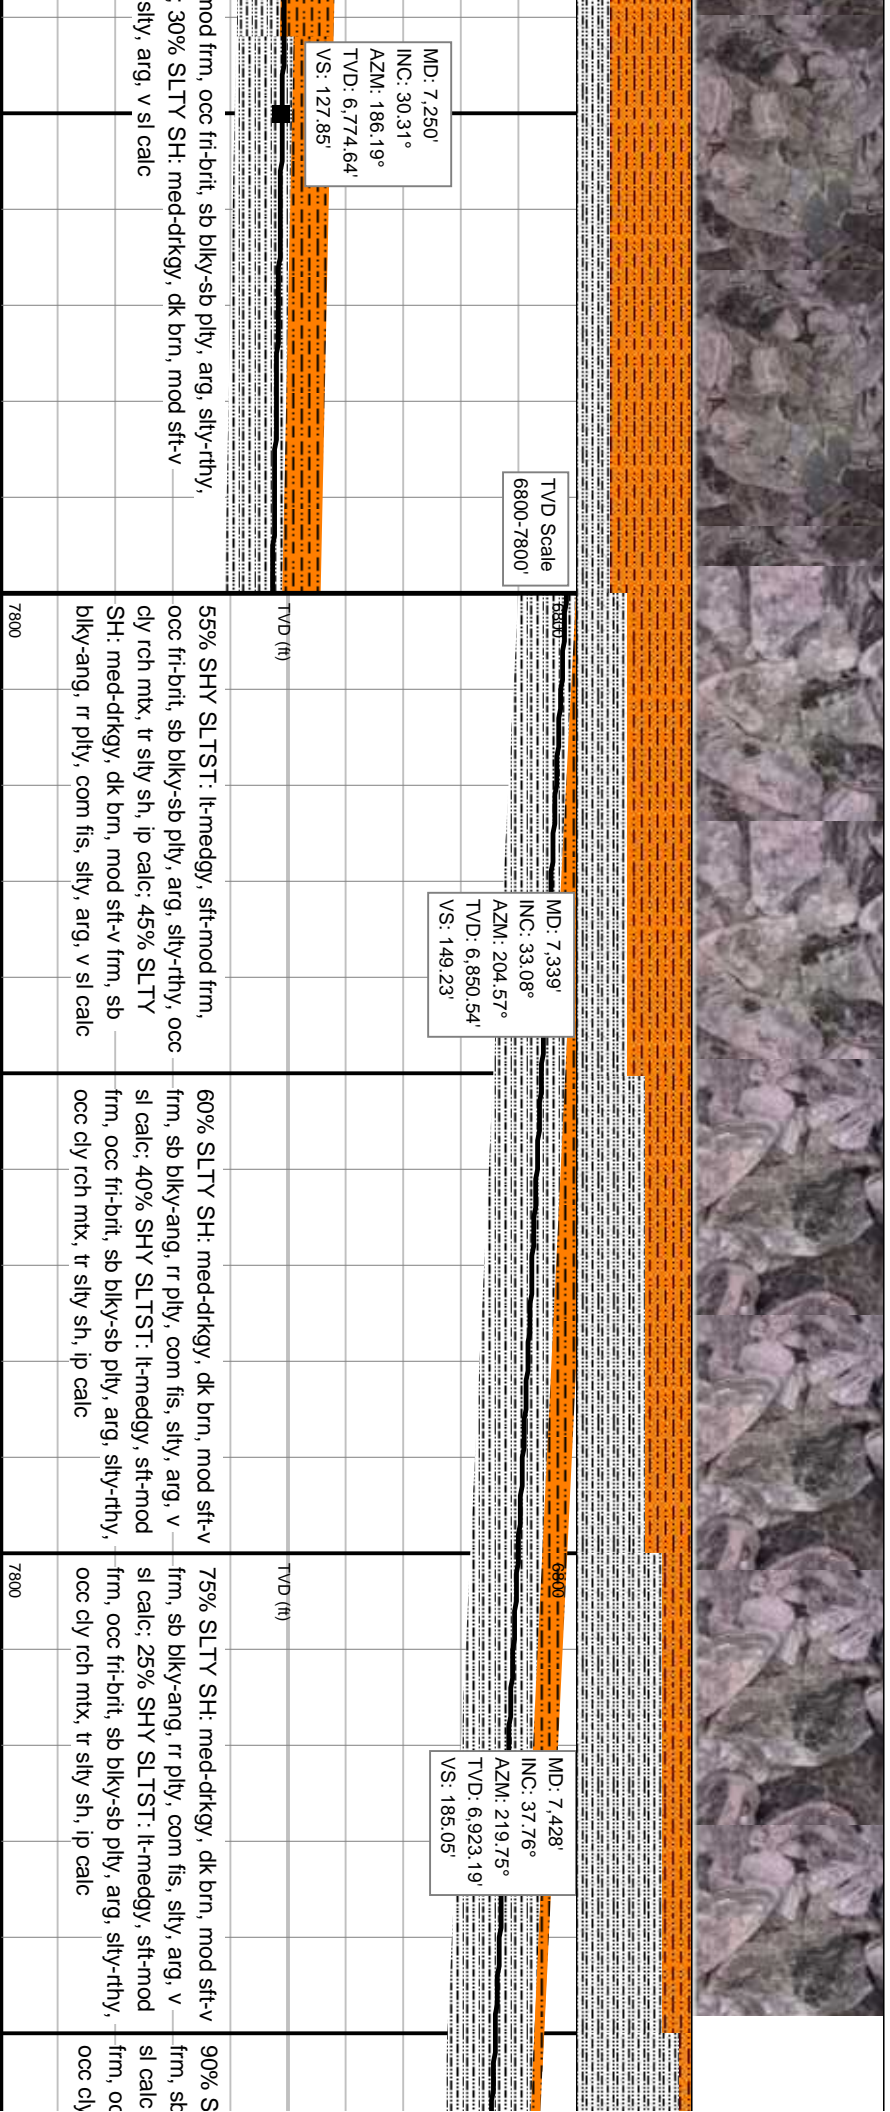 mod frm, occ fri-brit, sb blky-sb plty, arg, slty-rthy,
; 30% SLTY SH: med-drkgy, dk brn, mod sft-v
slty, arg, v sl calc
MD: 7,250'
INC: 30.31°
AZM: 186.19°
TVD: 6,774.64'
VS: 127.85'
TVD Scale
6800-7800'
6800
TVD (ft)
7800
55% SHY SLTST: lt-medgy, sft-mod frm,
occ fri-brit, sb blky-sb plty, arg, slty-rthy, occ
cly rch mtx, tr slty sh, ip calc; 45% SLTY
SH: med-drkgy, dk brn, mod sft-v frm, sb
blky-ang, rr plty, com fis, slty, arg, v sl calc
MD: 7,339'
INC: 33.08°
AZM: 204.57°
TVD: 6,850.54'
VS: 149.23'
60% SLTY SH: med-drkgy, dk brn, mod sft-v
frm, sb blky-ang, rr plty, com fis, slty, arg, v
sl calc; 40% SHY SLTST: lt-medgy, sft-mod
frm, occ fri-brit, sb blky-sb plty, arg, slty-rthy,
occ cly rch mtx, tr slty sh, ip calc
6800
TVD (ft)
7800
75% SLTY SH: med-drkgy, dk brn, mod sft-v
frm, sb blky-ang, rr plty, com fis, slty, arg, v
sl calc; 25% SHY SLTST: lt-medgy, sft-mod
frm, occ fri-brit, sb blky-sb plty, arg, slty-rthy,
occ cly rch mtx, tr slty sh, ip calc
MD: 7,428'
INC: 37.76°
AZM: 219.75°
TVD: 6,923.19'
VS: 185.05'
90% S
frm, sb
sl calc
frm, oc
occ cly